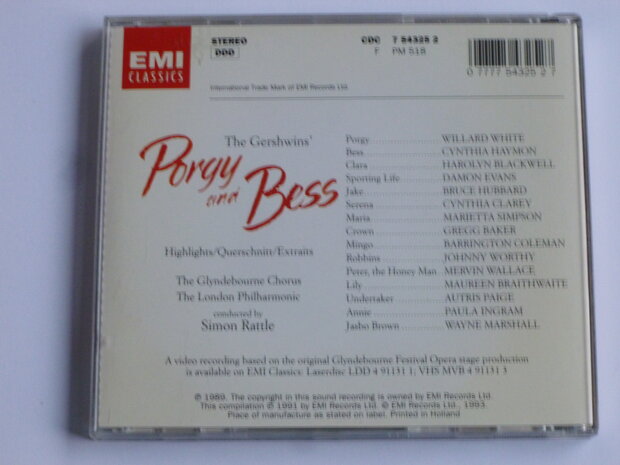 EMI
CLASSICS
STEREO
DDD
CDC 7 54325 2
F PM 518
0 7777 54325 2 7
International Trade Mark of EMI Records Ltd.
The Gershwins'
Porgy
and Bess
Highlights/Querschnitt/Extraits
The Glyndebourne Chorus
The London Philharmonic
conducted by
Simon Rattle
Porgy WILLARD WHITE
Bess CYNTHIA HAYMON
Clara HAROLYN BLACKWELL
Sporting Life DAMON EVANS
Jake BRUCE HUBBARD
Serena CYNTHIA CLAREY
Maria MARIETTA SIMPSON
Crown GREGG BAKER
Mingo BARRINGTON COLEMAN
Robbins JOHNNY WORTHY
Peter, the Honey Man MERVIN WALLACE
Lily MAUREEN BRAITHWAITE
Undertaker AUTRIS PAIGE
Annie PAULA INGRAM
Jasbo Brown WAYNE MARSHALL
A video recording based on the original Glyndebourne Festival Opera stage production
is available on EMI Classics. Laserdisc LDD 4 91131 1; VHS MVB 4 91131 3
℗ 1989. The copyright in this sound recording is owned by EMI Records Ltd.
This compilation ℗ 1991 by EMI Records Ltd. © EMI Records Ltd., 1993.
Place of manufacture as stated on label. Printed in Holland